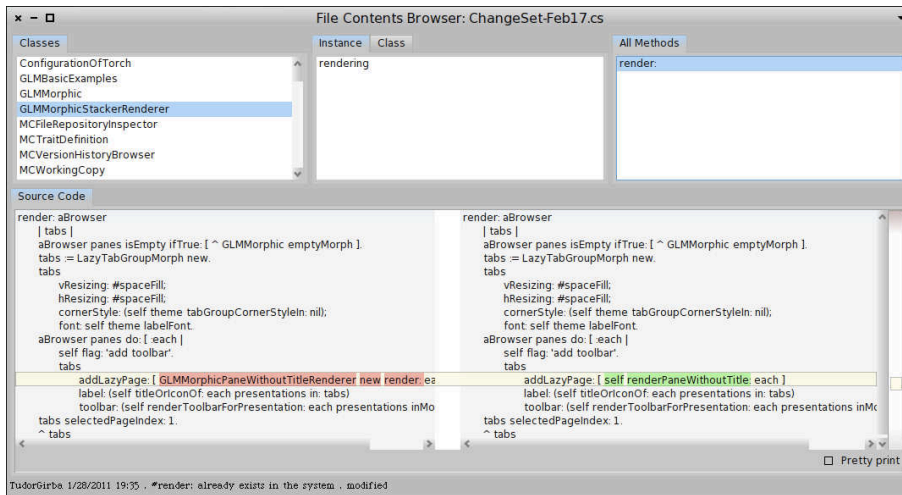 File Contents Browser: ChangeSet-Feb17.cs
Classes
Instance Class
All Methods
ConfigurationOfTorch
GLMBasicExamples
GLMMorphic
GLMMorphicStackerRenderer
MCFileRepositoryInspector
MCTraitDefinition
MCVersionHistoryBrowser
MCWorkingCopy
rendering
render:
Source Code
render: aBrowser
| tabs |
aBrowser panes isEmpty ifTrue: [ ^ GLMMorphic emptyMorph ].
tabs := LazyTabGroupMorph new.
tabs
vResizing: #spaceFill;
hResizing: #spaceFill;
cornerStyle: (self theme tabGroupCornerStyleIn: nil);
font: self theme labelFont.
aBrowser panes do: [ :each |
self flag: 'add toolbar'.
tabs
addLazyPage: [ GLMMorphicPaneWithoutTitleRenderer new render: ea
label: (self titleOrIconOf: each presentations in: tabs)
toolbar: (self renderToolbarForPresentation: each presentations inMo
tabs selectedPageIndex: 1.
^ tabs
render: aBrowser
| tabs |
aBrowser panes isEmpty ifTrue: [ ^ GLMMorphic emptyMorph ].
tabs := LazyTabGroupMorph new.
tabs
vResizing: #spaceFill;
hResizing: #spaceFill;
cornerStyle: (self theme tabGroupCornerStyleIn: nil);
font: self theme labelFont.
aBrowser panes do: [ :each |
self flag: 'add toolbar'.
tabs
addLazyPage: [ self renderPaneWithoutTitle: each ]
label: (self titleOrIconOf: each presentations in: tabs)
toolbar: (self renderToolbarForPresentation: each presentations inMo
tabs selectedPageIndex: 1.
^ tabs
Pretty print
TudorGirba 1/28/2011 19:35 . #render: already exists in the system . modified